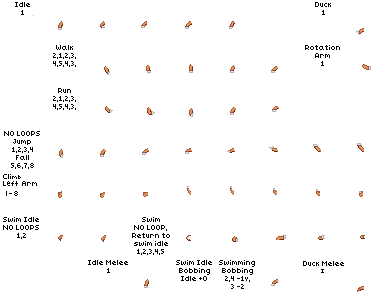 Idle
1
Duck
1
Walk
2,1,2,3,
4,5,4,3,
Rotation
Arm
1
Run
2,1,2,3,
4,5,4,3,
NO LOOPS
Jump
1,2,3,4
Fall
5,6,7,8
Climb
Left Arm
1-8
Swim Idle
NO LOOPS
1,2
Swim
NO LOOP,
Return to
swim idle
1,2,3,4,5
Idle Melee
1
Swim Idle
Bobbing
Idle +0
Swimming
Bobbing
2,4 -1v,
3 -2
Duck Melee
1